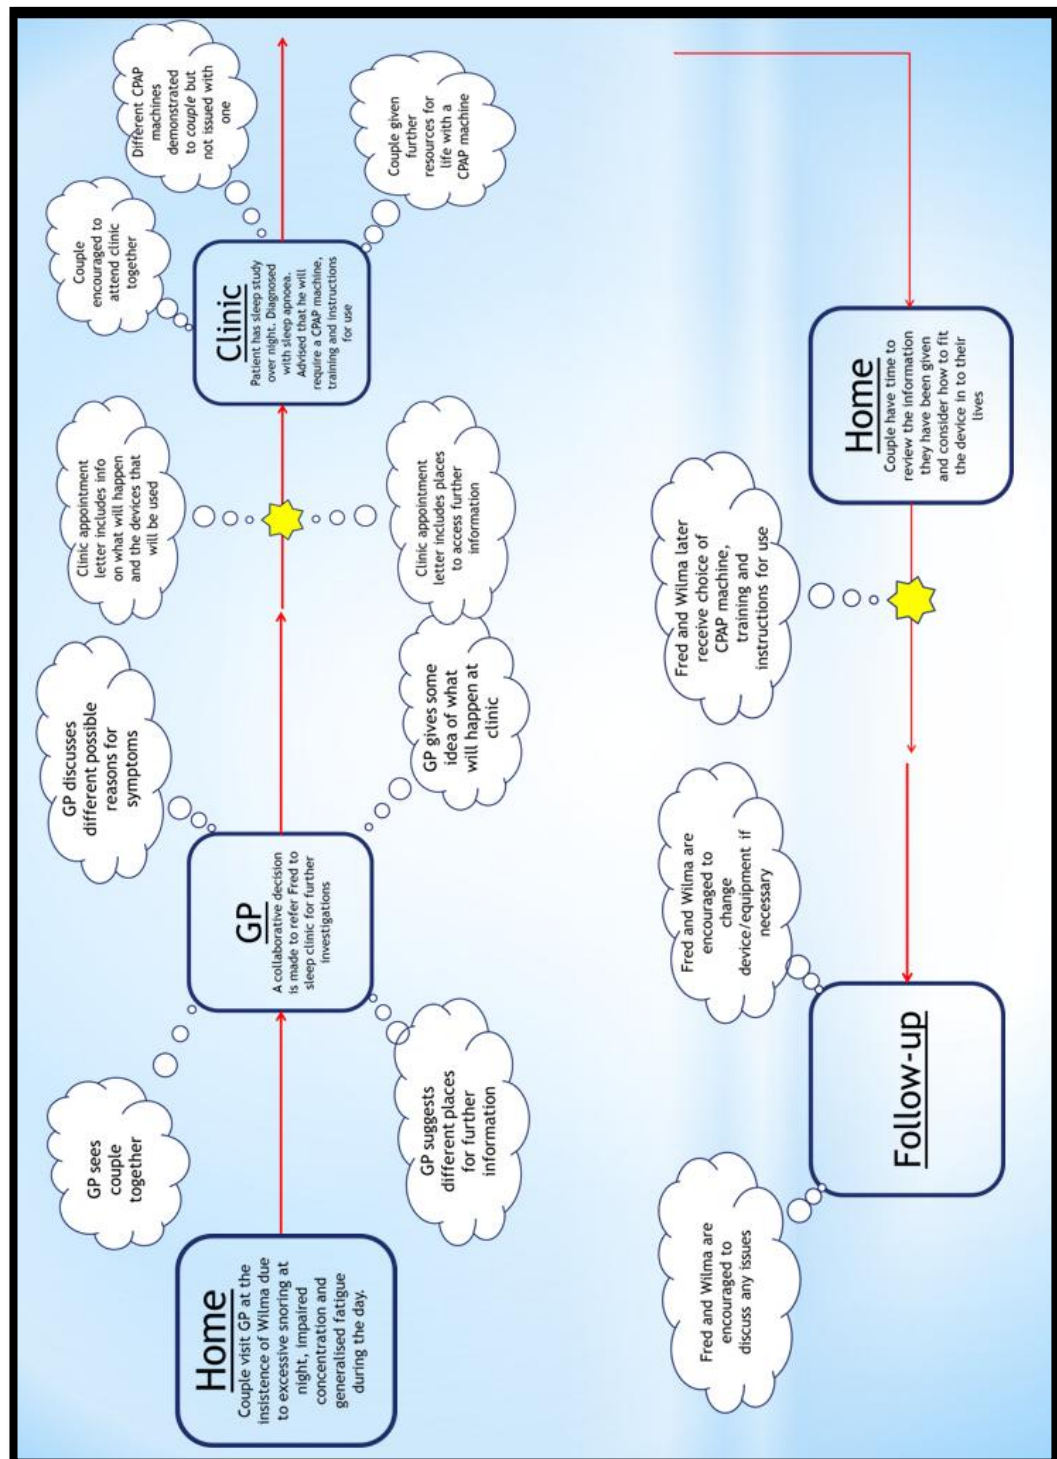 Home
Couple visit GP at the
insistence of Wilma due
to excessive snoring at
night, impaired
concentration and
generalised fatigue
during the day.
GP sees
couple
together
GP suggests
different places
for further
information
GP
A collaborative decision
is made to refer Fred to
sleep clinic for further
investigations
GP discusses
different possible
reasons for
symptoms
GP gives some
idea of what
will happen at
clinic
Clinic appointment
letter includes info
on what will happen
and the devices that
will be used
Clinic appointment
letter includes places
to access further
information
Clinic
Patient has sleep study
over night. Diagnosed
with sleep apnoea.
Advised that he will
require a CPAP machine,
training and instructions
for use
Couple
encouraged to
attend clinic
together
Different CPAP
machines
demonstrated
to couple but
not issued with
one
Couple given
further
resources for
life with a
CPAP machine
Home
Couple have time to
review the information
they have been given
and consider how to fit
the device in to their
lives
Fred and Wilma later
receive choice of
CPAP machine,
training and
instructions for use
Fred and Wilma are
encouraged to
change
device/equipment if
necessary
Follow-up
Fred and Wilma are
encouraged to
discuss any issues